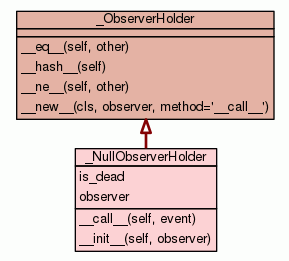 _ObserverHolder
__eq__(self, other)
__hash__(self)
__ne__(self, other)
__new__(cls, observer, method='__call__')
_NullObserverHolder
is_dead
observer
__call__(self, event)
__init__(self, observer)